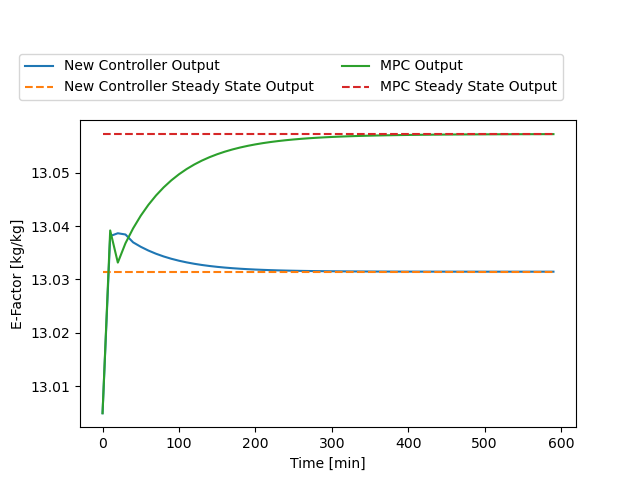 New Controller Output
New Controller Steady State Output
MPC Output
MPC Steady State Output
E-Factor [kg/kg]
13.05
13.04
13.03
13.02
13.01
0 100 200 300 400 500 600
Time [min]